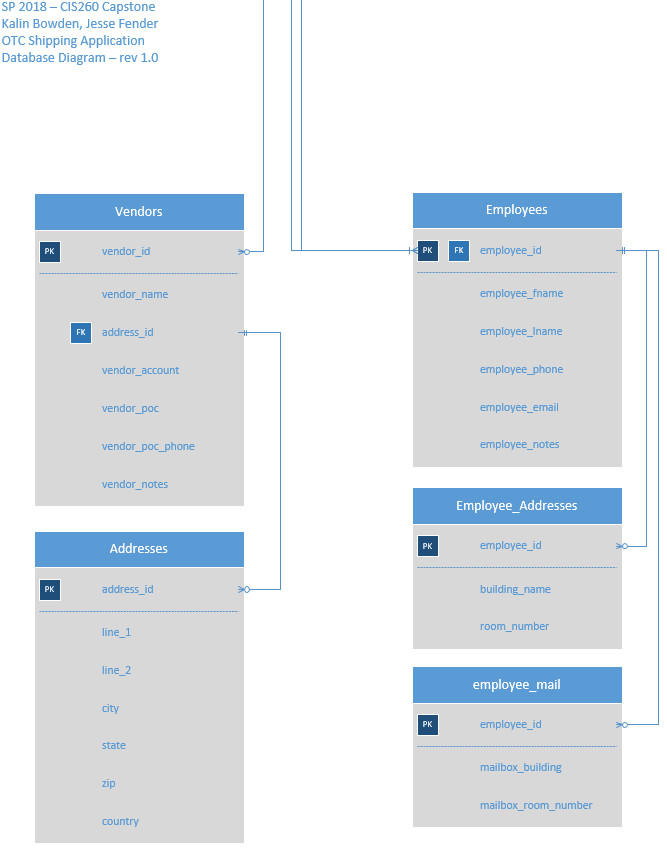 SP 2018 – CIS260 Capstone
Kalin Bowden, Jesse Fender
OTC Shipping Application
Database Diagram – rev 1.0
Vendors
PK vendor_id
vendor_name
FK address_id
vendor_account
vendor_poc
vendor_poc_phone
vendor_notes
Addresses
PK address_id
line_1
line_2
city
state
zip
country
Employees
PK FK employee_id
employee_fname
employee_lname
employee_phone
employee_email
employee_notes
Employee_Addresses
PK employee_id
building_name
room_number
employee_mail
PK employee_id
mailbox_building
mailbox_room_number